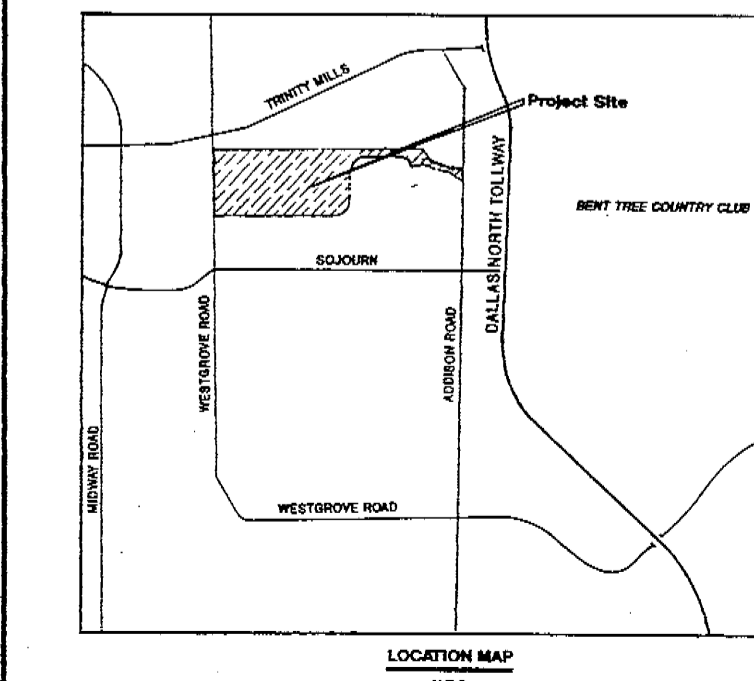 TRINITY MILLS
Project Site
DALLAS NORTH TOLLWAY
BENT TREE COUNTRY CLUB
SOJOURN
WESTGROVE ROAD
ADDISON ROAD
MIDWAY ROAD
WESTGROVE ROAD
LOCATION MAP